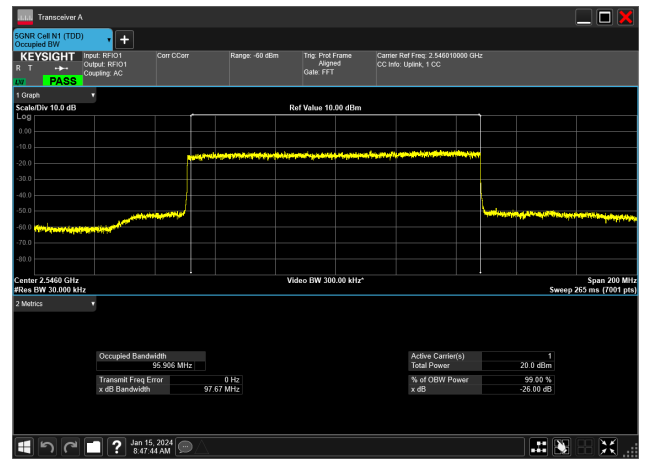 Transceiver A
5GNR Cell N1 (TDD)
Occupied BW
+
KEYSIGHT
R T
LW PASS
Input: RFIO1
Output: RFIO1
Coupling: AC
Corr CCorr
Range: -60 dBm
Trig: Prot Frame
Aligned
Gate: FFT
Carrier Ref Freq: 2.546010000 GHz
CC Info: Uplink, 1 CC
1 Graph
Scale/Div 10.0 dB
Ref Value 10.00 dBm
Log
0.00
-10.0
-20.0
-30.0
-40.0
-50.0
-60.0
-70.0
-80.0
Center 2.5460 GHz
Video BW 300.00 kHz*
Span 200 MHz
#Res BW 30.000 kHz
Sweep 265 ms (7001 pts)
2 Metrics
Occupied Bandwidth
95.906 MHz
Transmit Freq Error 0 Hz
x dB Bandwidth 97.67 MHz
Active Carrier(s) 1
Total Power 20.0 dBm
% of OBW Power 99.00 %
x dB -26.00 dB
?
Jan 15, 2024
8:47:44 AM